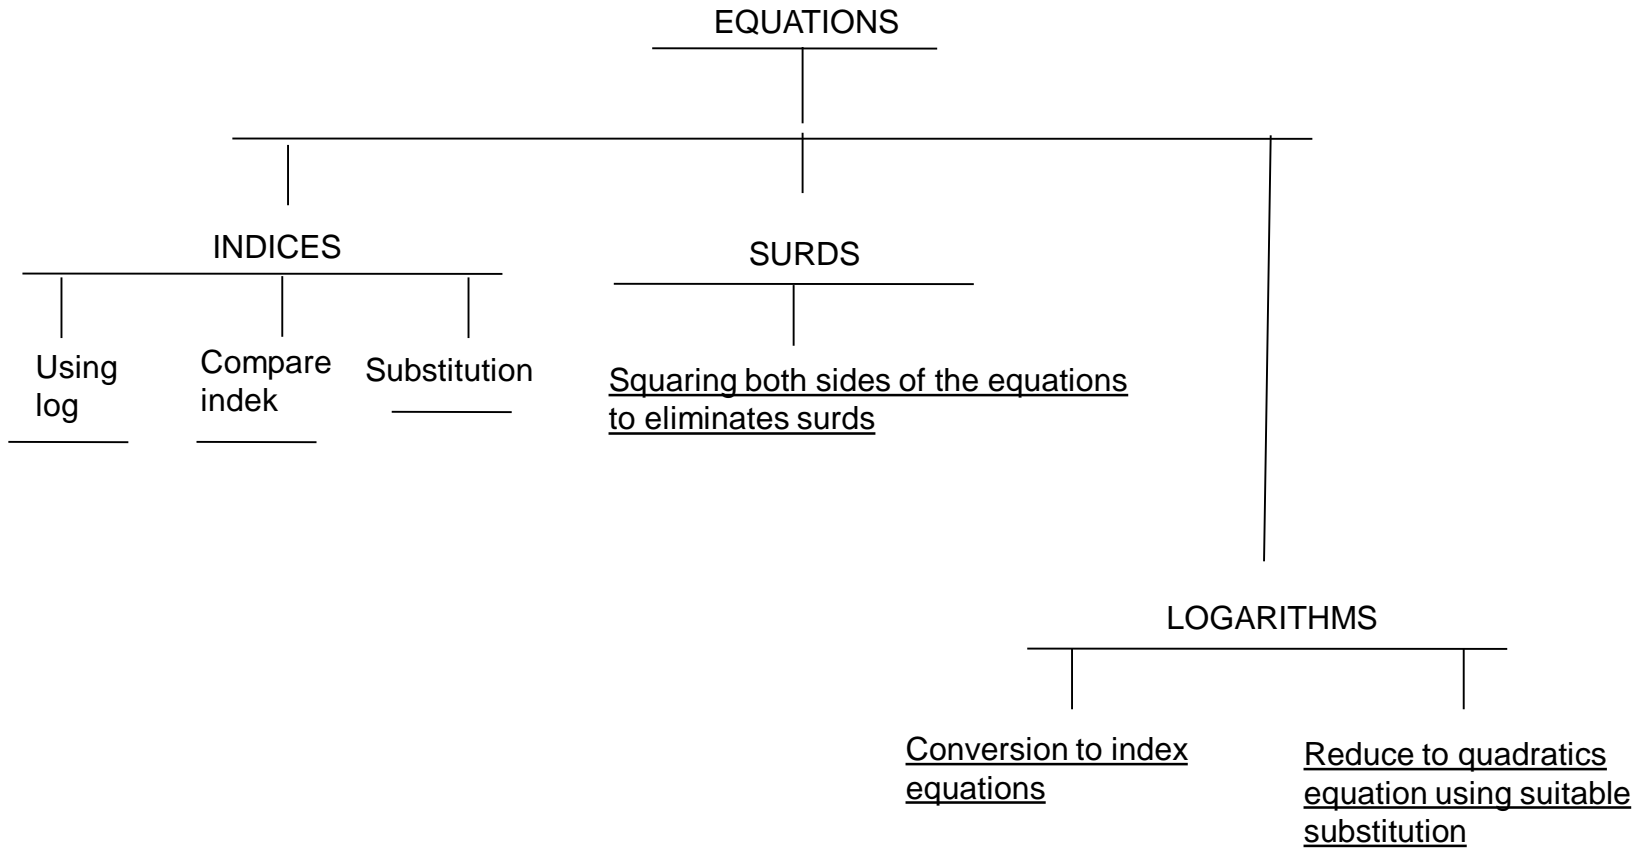 EQUATIONS
INDICES
SURDS
Using
log
Compare
indek
Substitution
Squaring both sides of the equations
to eliminates surds
LOGARITHMS
Conversion to index
equations
Reduce to quadratics
equation using suitable
substitution